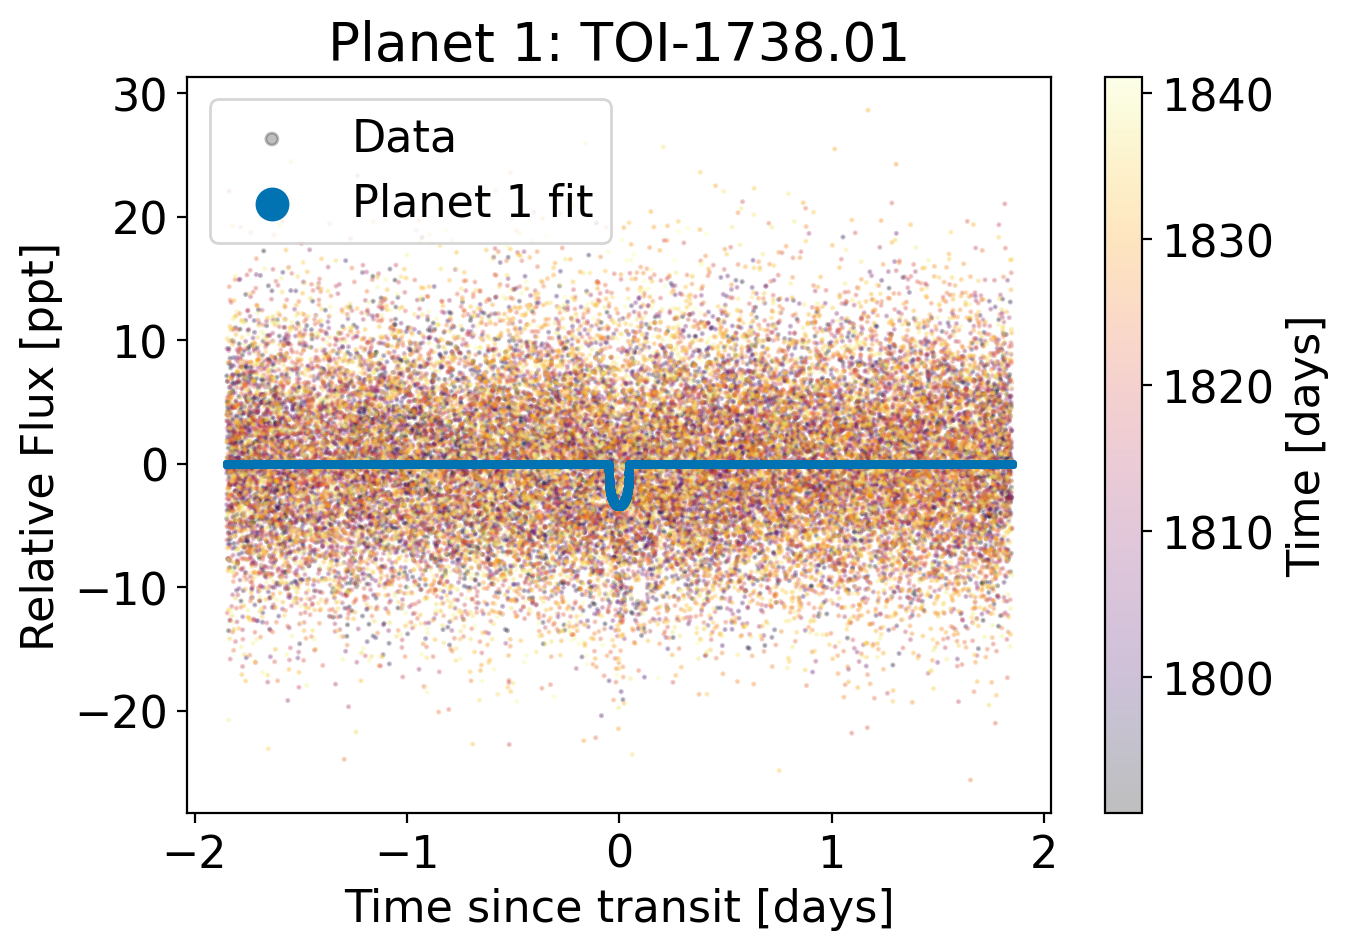 Planet 1: TOI-1738.01
30
20
10
0
−10
−20
Relative Flux [ppt]
Data
Planet 1 fit
−2
−1
0
1
2
Time since transit [days]
1840
1830
1820
1810
1800
Time [days]